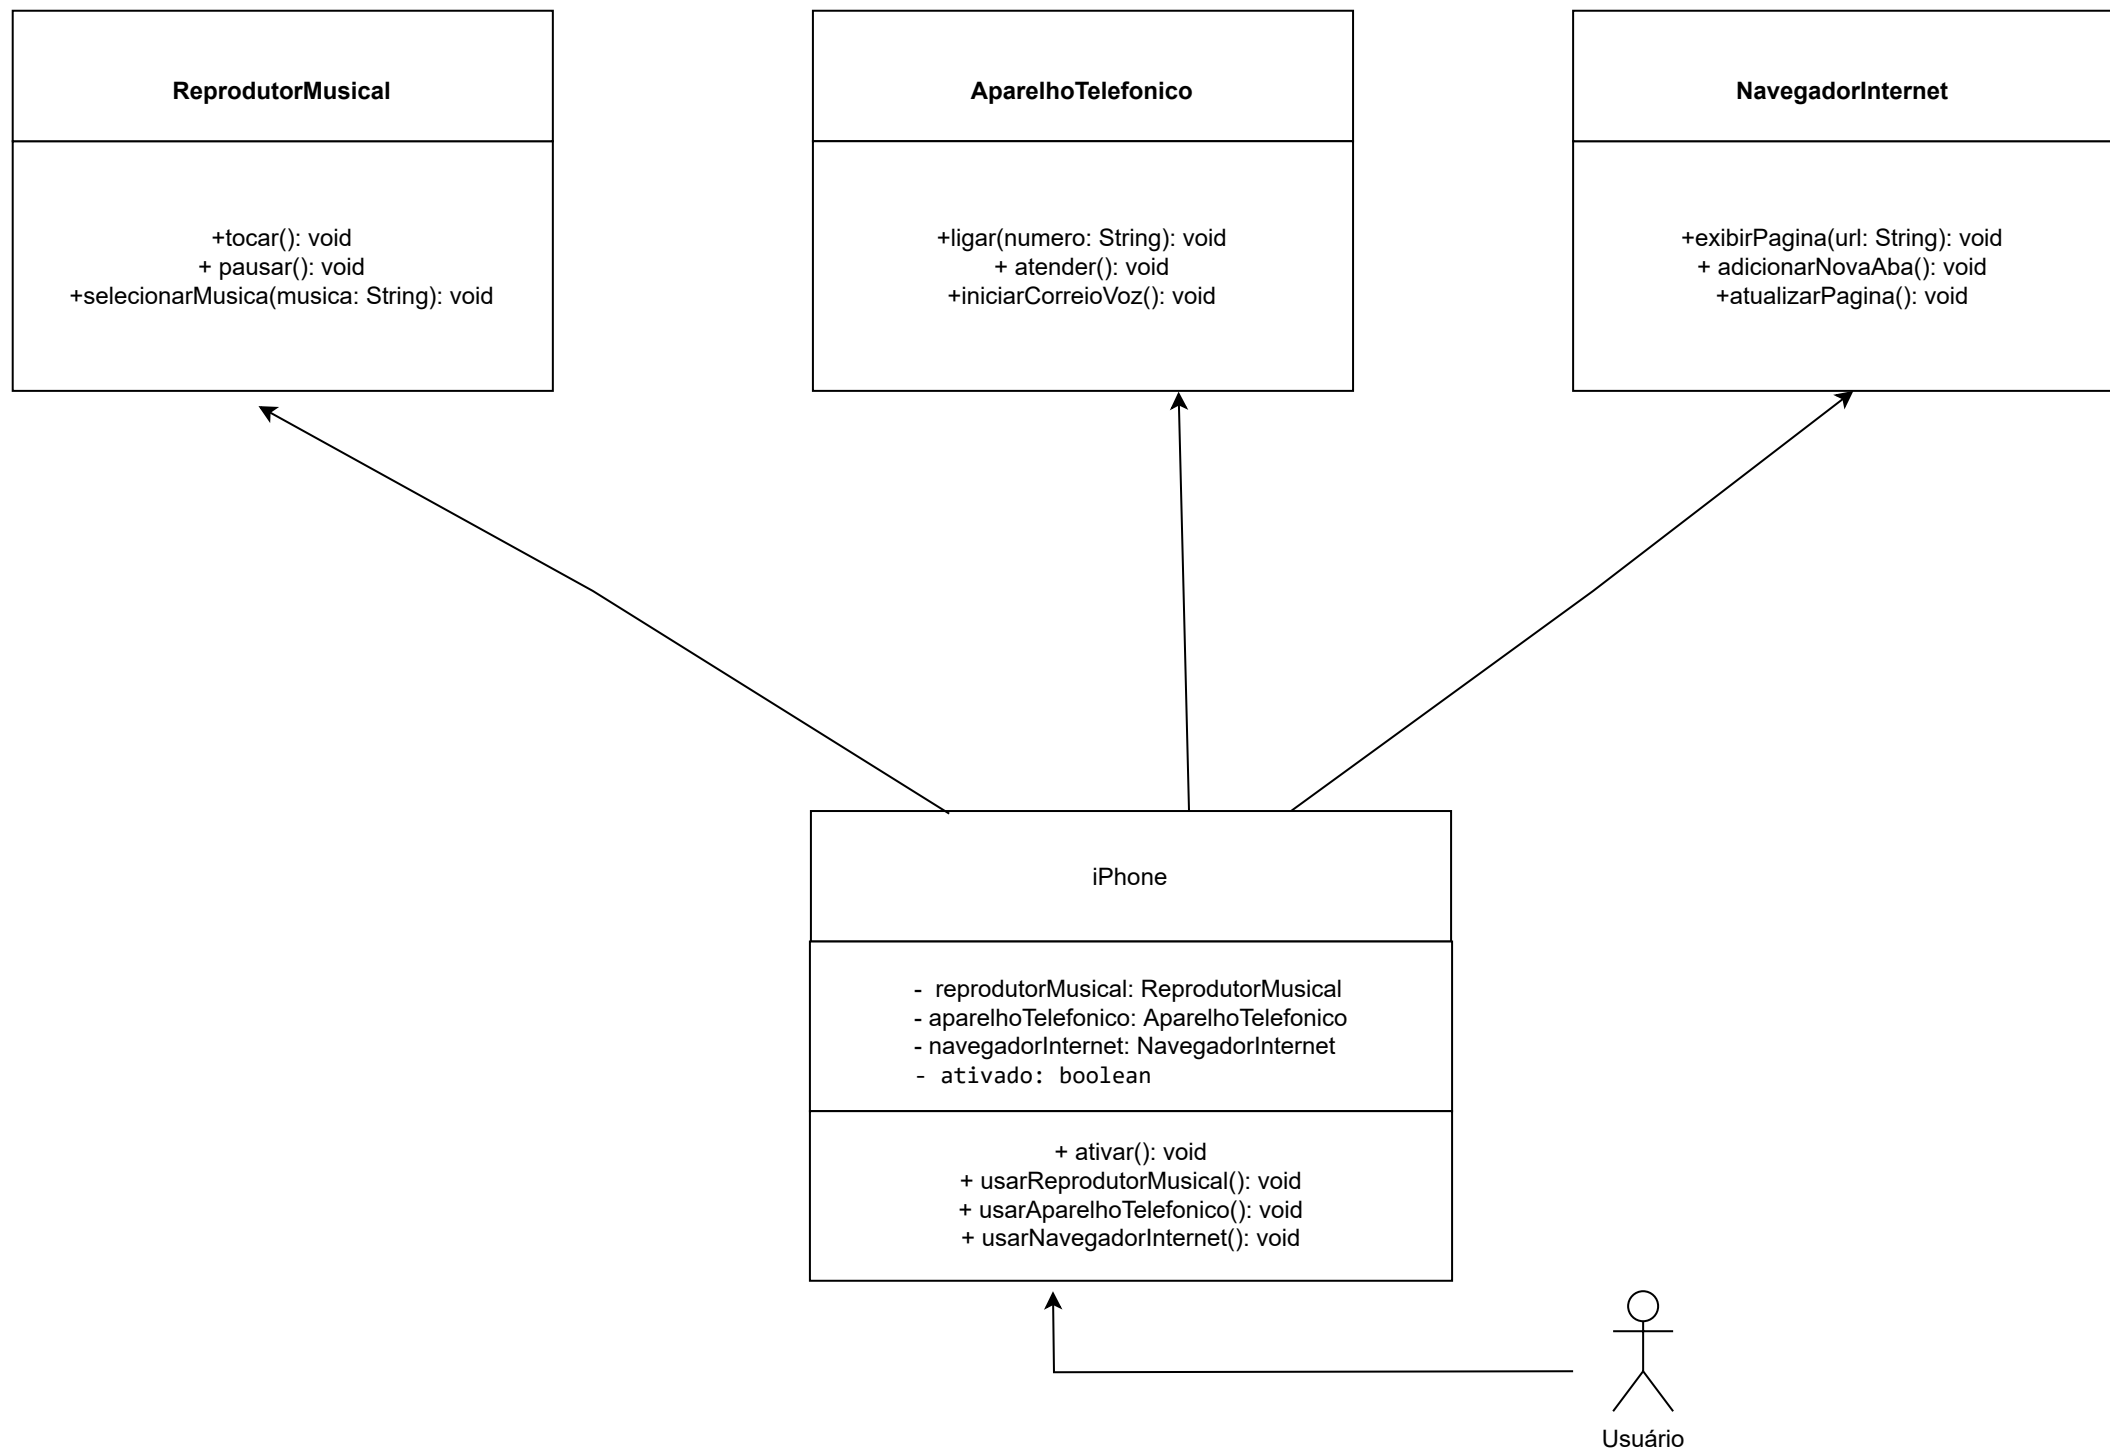 ReprodutorMusical
+tocar(): void
+ pausar(): void
+selecionarMusica(musica: String): void
AparelhoTelefonico
+ligar(numero: String): void
+ atender(): void
+iniciarCorreioVoz(): void
NavegadorInternet
+exibirPagina(url: String): void
+ adicionarNovaAba(): void
+atualizarPagina(): void
iPhone
- reprodutorMusical: ReprodutorMusical
- aparelhoTelefonico: AparelhoTelefonico
- navegadorInternet: NavegadorInternet
- ativado: boolean
+ ativar(): void
+ usarReprodutorMusical(): void
+ usarAparelhoTelefonico(): void
+ usarNavegadorInternet(): void
Usuário